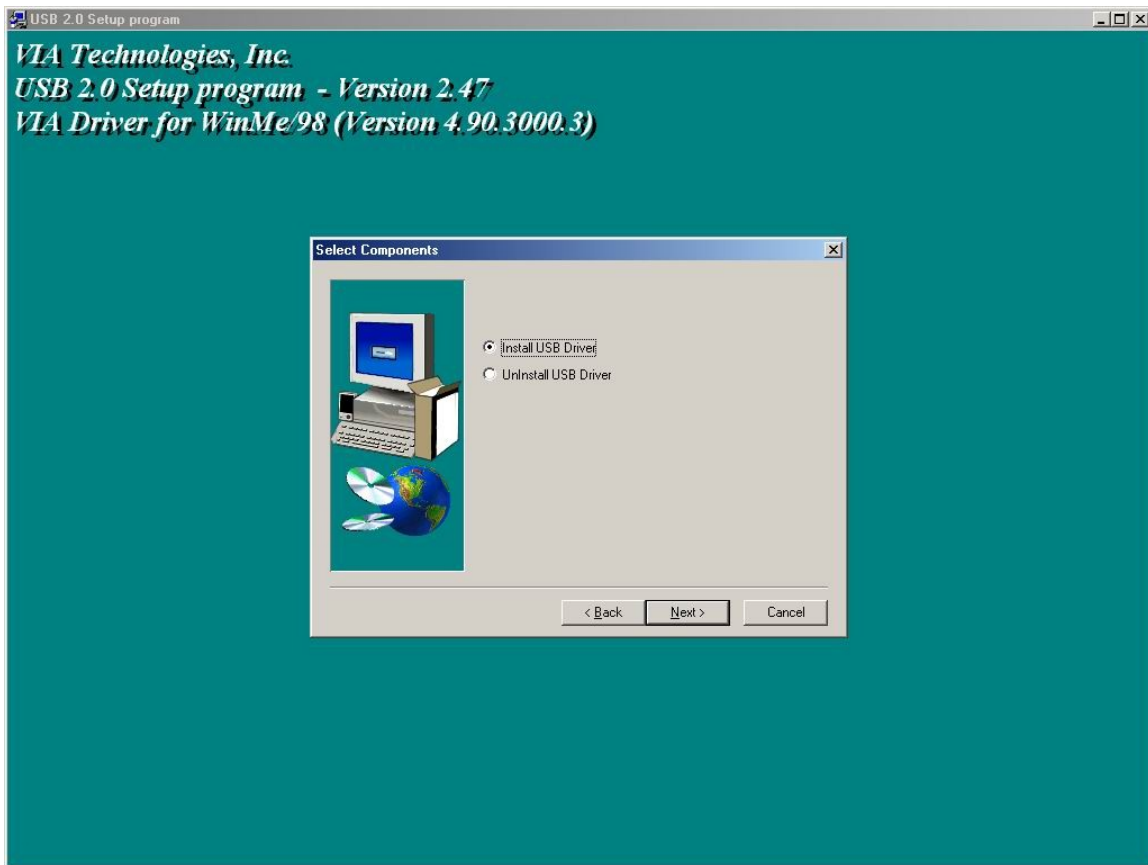 USB 2.0 Setup program
VIA Technologies, Inc.
USB 2.0 Setup program - Version 2.47
VIA Driver for WinMe/98 (Version 4.90.3000.3)
Select Components
Install USB Driver
UnInstall USB Driver
< Back
Next >
Cancel